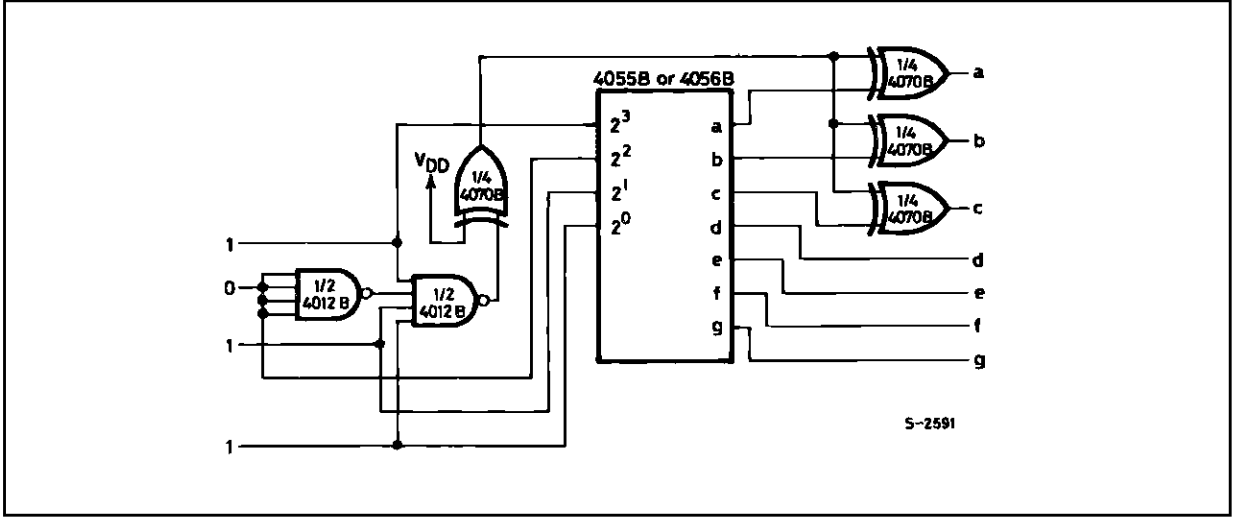 4055B or 4056B
1/4
4070B
a
2³
a
1/4
4070B
b
V_DD
1/4
4070B
2²
b
2¹
c
1/4
4070B
c
2⁰
d
1
d
e
0
1/2
4012 B
1/2
4012 B
e
f
f
g
1
g
S-2591
1